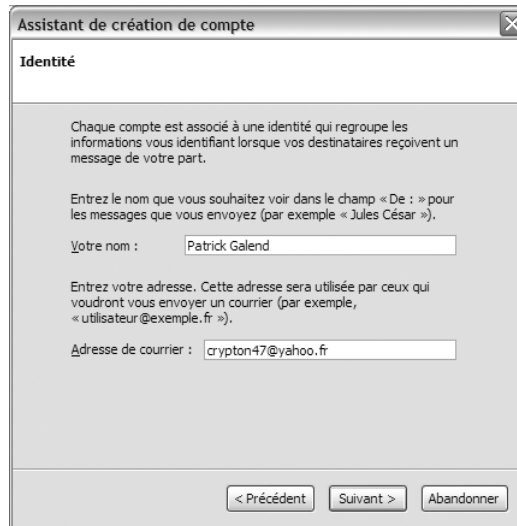 Assistant de création de compte
Identité
Chaque compte est associé à une identité qui regroupe les
informations vous identifiant lorsque vos destinataires reçoivent un
message de votre part.
Entrez le nom que vous souhaitez voir dans le champ « De : » pour
les messages que vous envoyez (par exemple « Jules César »).
Votre nom : Patrick Galend
Entrez votre adresse. Cette adresse sera utilisée par ceux qui
voudront vous envoyer un courrier (par exemple,
« utilisateur@exemple.fr »).
Adresse de courrier : crypton47@yahoo.fr
< Précédent Suivant > Abandonner